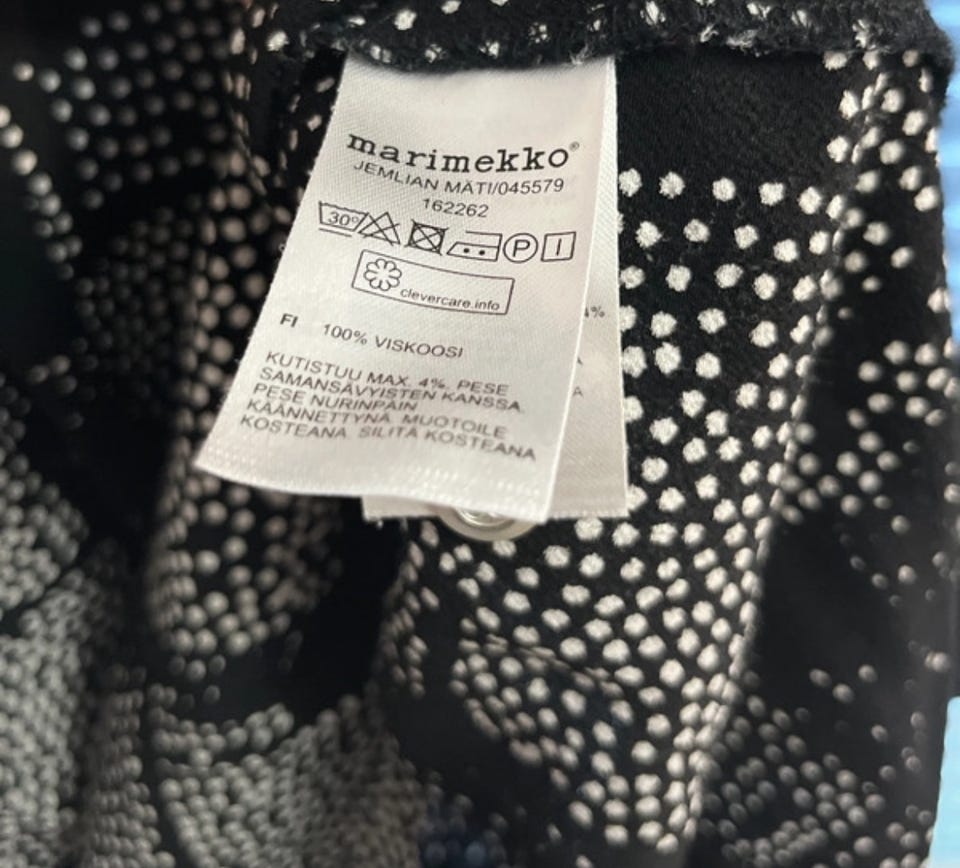 marimekko®
JEMLIAN MÄTI/045579
162262
30° P
clevercare.info
FI 100% VISKOOSI
KUTISTUU MAX. 4%. PESE
SAMANSÄVYISTEN KANSSA.
PESE NURINPÄIN
KÄÄNNETTYNÄ. MUOTOILE
KOSTEANA. SILITÄ KOSTEANA